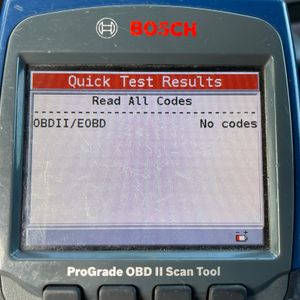 BOSCH
Quick Test Results
Read All Codes
OBDII/EOBD No codes
ProGrade OBD II Scan Tool